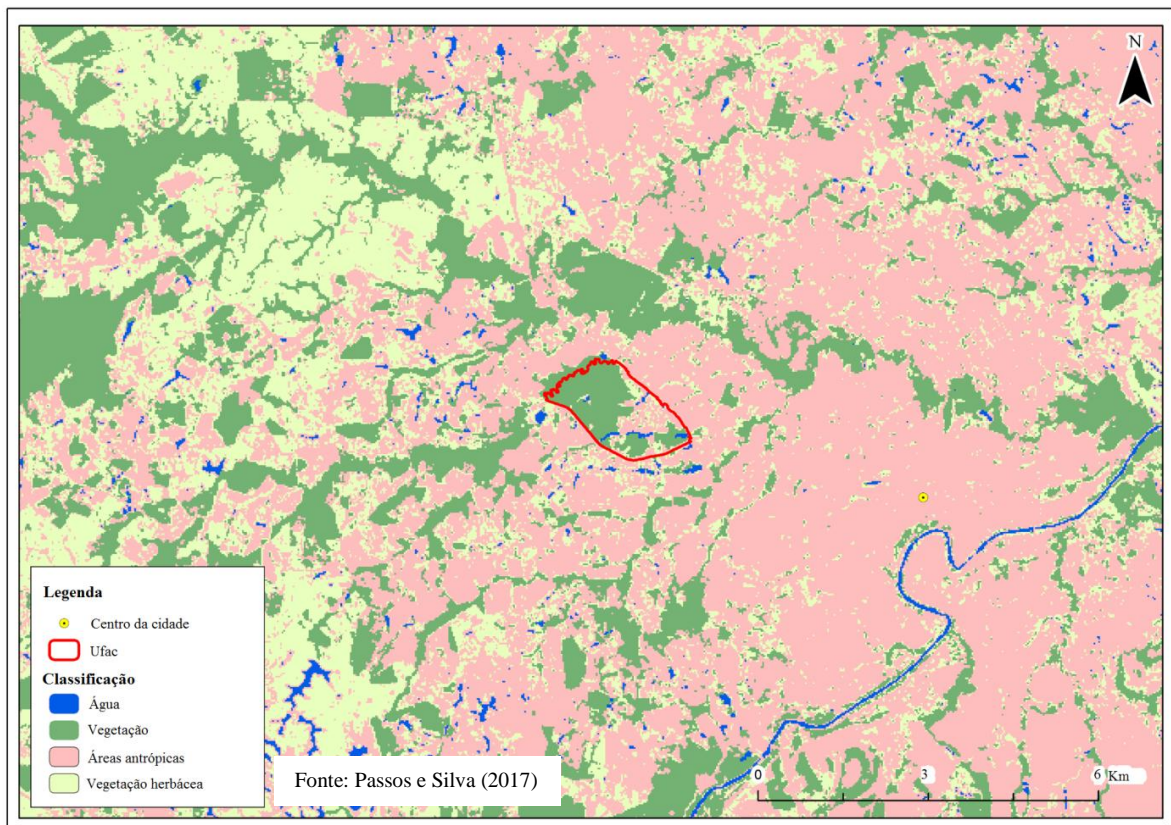 N
Legenda
Centro da cidade
Ufac
Classificação
Água
Vegetação
Áreas antrópicas
Vegetação herbácea
Fonte: Passos e Silva (2017)
0 3 6 Km